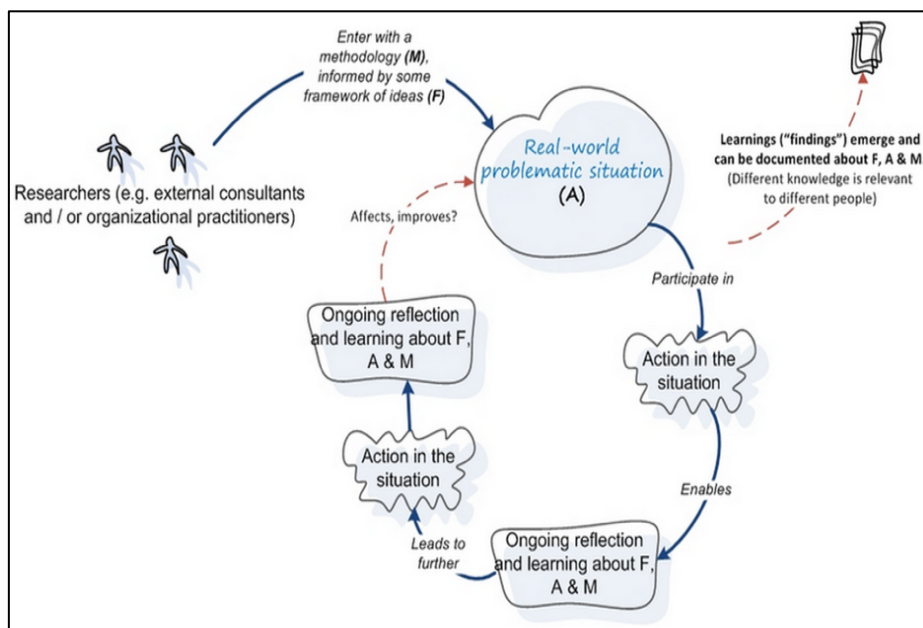 Enter with a
methodology (M),
informed by some
framework of ideas (F)
Researchers (e.g. external consultants
and / or organizational practitioners)
Real-world
problematic situation
(A)
Learnings (“findings”) emerge and
can be documented about F, A & M
(Different knowledge is relevant
to different people)
Affects, improves?
Participate in
Action in the
situation
Enables
Ongoing reflection
and learning about F,
A & M
Leads to
further
Action in the
situation
Ongoing reflection
and learning about F,
A & M